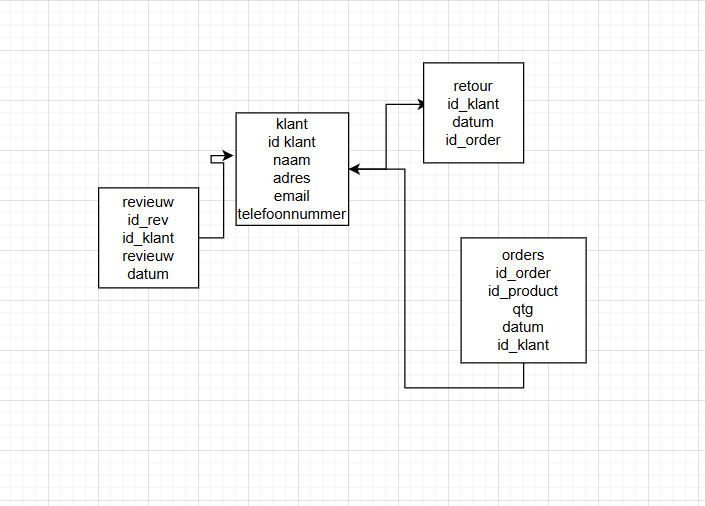 retour
id_klant
datum
id_order
klant
id klant
naam
adres
email
telefoonnummer
revieuw
id_rev
id_klant
revieuw
datum
orders
id_order
id_product
qtg
datum
id_klant